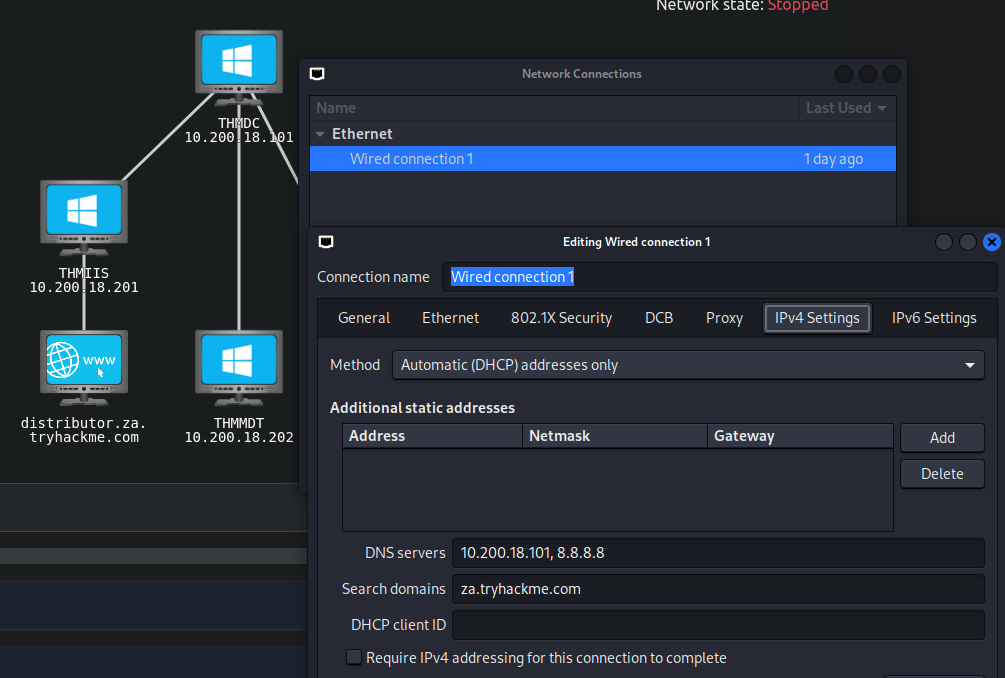 Network state: Stopped
THMDC
10.200.18.101
THMIIS
10.200.18.201
www
distributor.za.
tryhackme.com
THMMDT
10.200.18.202
Network Connections
Name Last Used
Ethernet
Wired connection 1 1 day ago
Editing Wired connection 1
Connection name Wired connection 1
General Ethernet 802.1X Security DCB Proxy IPv4 Settings IPv6 Settings
Method Automatic (DHCP) addresses only
Additional static addresses
Address Netmask Gateway
Add
Delete
DNS servers 10.200.18.101, 8.8.8.8
Search domains za.tryhackme.com
DHCP client ID
Require IPv4 addressing for this connection to complete